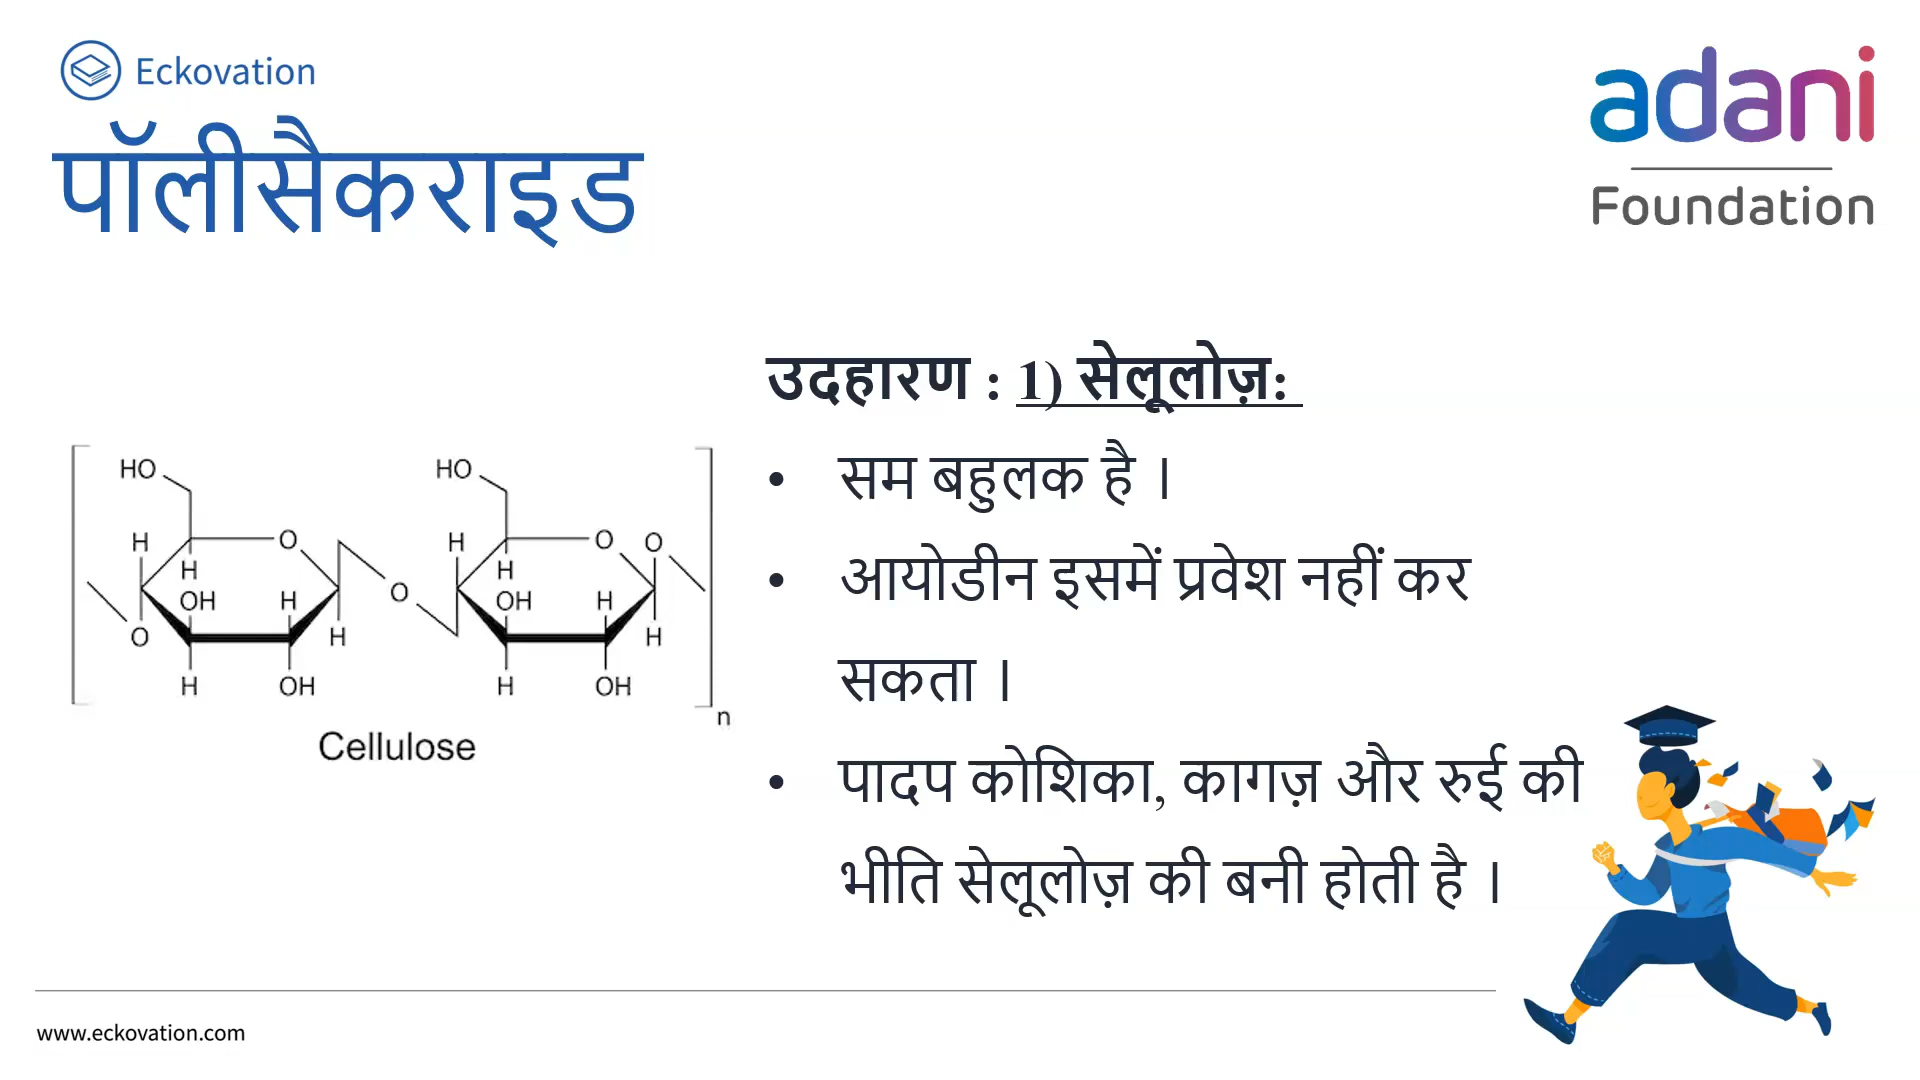 Eckovation
adani
Foundation
पॉलीसैकराइड
उदहारण : 1) सेलूलोज़:
• सम बहुलक है ।
• आयोडीन इसमें प्रवेश नहीं कर
सकता ।
• पादप कोशिका, कागज़ और रुई की
भीति सेलूलोज़ की बनी होती है ।
HO HO
H O H O O
H H
O
OH H OH H
O H H
H OH H OH
n
Cellulose
www.eckovation.com